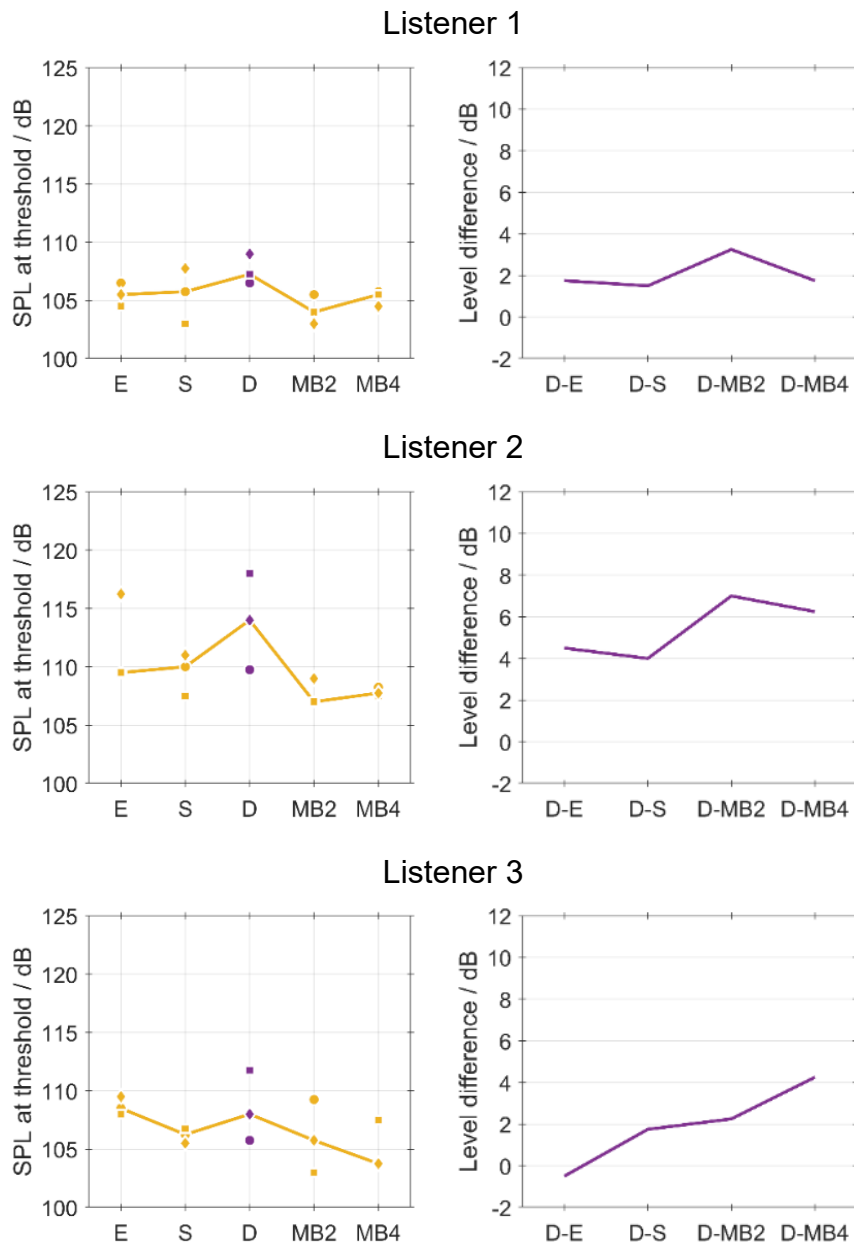 Listener 1
SPL at threshold / dB
125
120
115
110
105
100
E S D MB2 MB4
Level difference / dB
12
10
8
6
4
2
0
-2
D-E D-S D-MB2 D-MB4
Listener 2
SPL at threshold / dB
125
120
115
110
105
100
E S D MB2 MB4
Level difference / dB
12
10
8
6
4
2
0
-2
D-E D-S D-MB2 D-MB4
Listener 3
SPL at threshold / dB
125
120
115
110
105
100
E S D MB2 MB4
Level difference / dB
12
10
8
6
4
2
0
-2
D-E D-S D-MB2 D-MB4